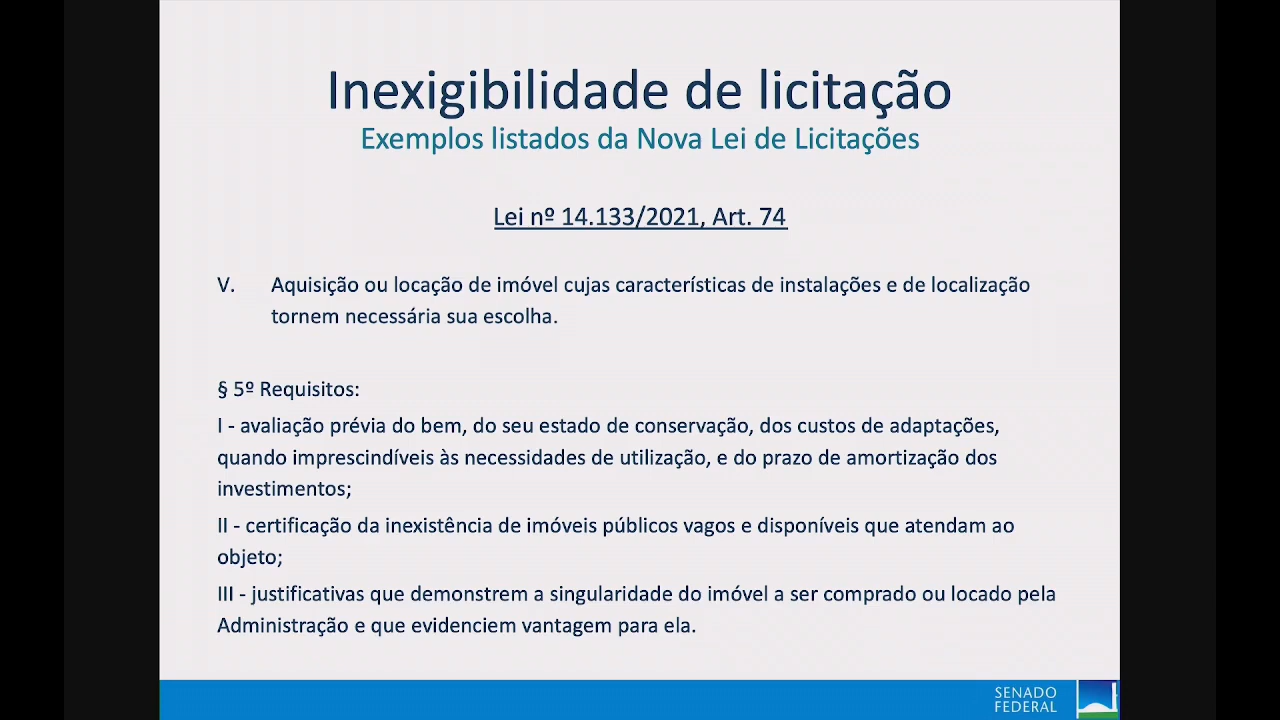 Inexigibilidade de licitação
Exemplos listados da Nova Lei de Licitações
Lei nº 14.133/2021, Art. 74
V. Aquisição ou locação de imóvel cujas características de instalações e de localização
tornem necessária sua escolha.
§ 5º Requisitos:
I - avaliação prévia do bem, do seu estado de conservação, dos custos de adaptações,
quando imprescindíveis às necessidades de utilização, e do prazo de amortização dos
investimentos;
II - certificação da inexistência de imóveis públicos vagos e disponíveis que atendam ao
objeto;
III - justificativas que demonstrem a singularidade do imóvel a ser comprado ou locado pela
Administração e que evidenciem vantagem para ela.
SENADO
FEDERAL